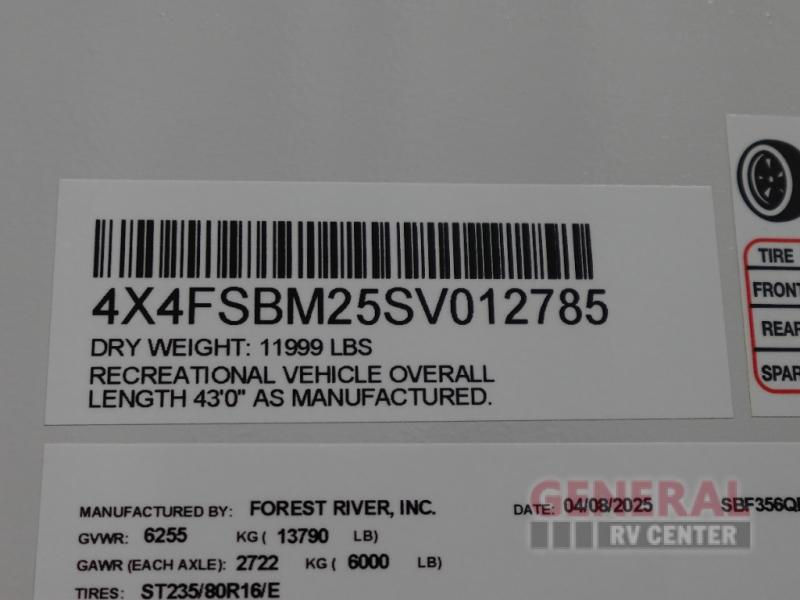 4X4FSBM25SV012785
DRY WEIGHT: 11999 LBS
RECREATIONAL VEHICLE OVERALL
LENGTH 43'0" AS MANUFACTURED.
TIRE
FRONT
REAR
MANUFACTURED BY: FOREST RIVER, INC. DATE: 04/08/2025
GVWR: 6255 KG ( 13790 LB)
GAWR (EACH AXLE): 2722 KG ( 6000 LB)
TIRES: ST235/80R16/E
GENERAL
RV CENTER